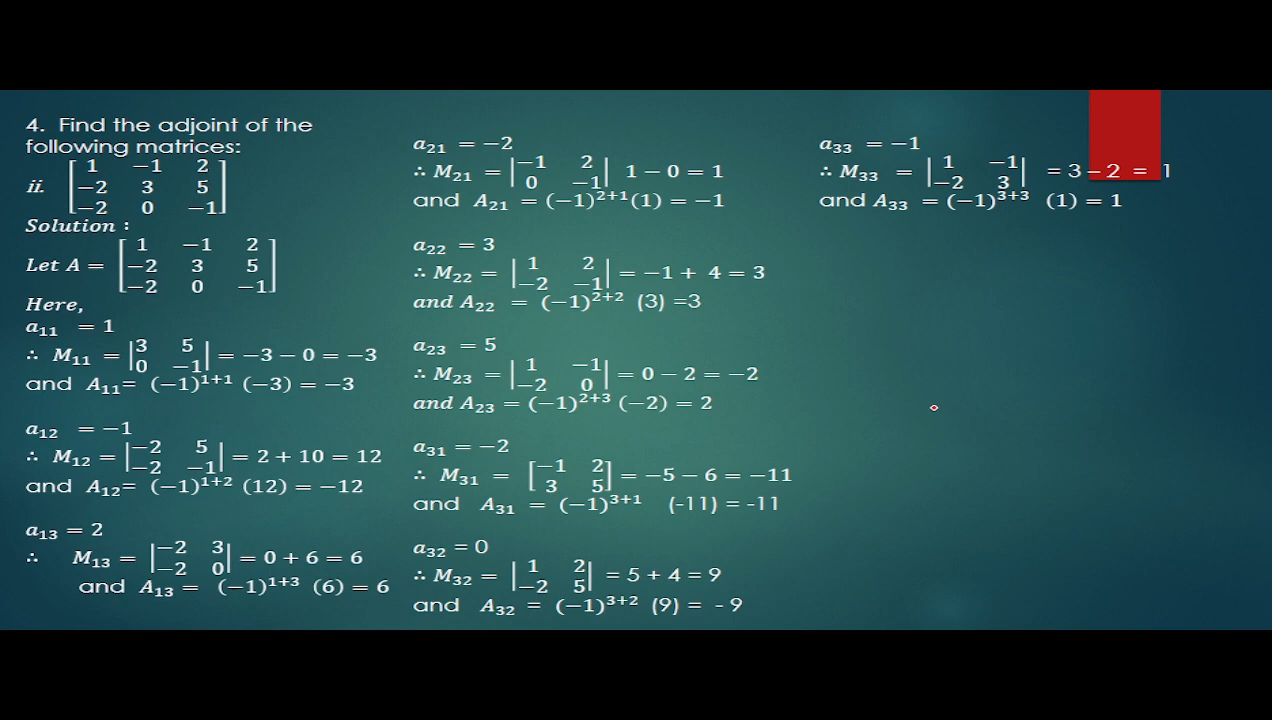 4. Find the adjoint of the
following matrices:
ii. [1 −1 2
−2 3 5
−2 0 −1]
Solution :
Let A = [1 −1 2
−2 3 5
−2 0 −1]
Here,
a₁₁ = 1
∴ M₁₁ = |3 5
0 −1| = −3 − 0 = −3
and A₁₁= (−1)¹⁺¹ (−3) = −3
a₁₂ = −1
∴ M₁₂ = |−2 5
−2 −1| = 2 + 10 = 12
and A₁₂= (−1)¹⁺² (12) = −12
a₁₃ = 2
∴ M₁₃ = |−2 3
−2 0| = 0 + 6 = 6
and A₁₃ = (−1)¹⁺³ (6) = 6
a₂₁ = −2
∴ M₂₁ = |−1 2
0 −1| 1 − 0 = 1
and A₂₁ = (−1)²⁺¹(1) = −1
a₂₂ = 3
∴ M₂₂ = |1 2
−2 −1| = −1 + 4 = 3
and A₂₂ = (−1)²⁺² (3) =3
a₂₃ = 5
∴ M₂₃ = |1 −1
−2 0| = 0 − 2 = −2
and A₂₃ = (−1)²⁺³ (−2) = 2
a₃₁ = −2
∴ M₃₁ = [−1 2
3 5] = −5 − 6 = −11
and A₃₁ = (−1)³⁺¹ (-11) = -11
a₃₂ = 0
∴ M₃₂ = |1 2
−2 5| = 5 + 4 = 9
and A₃₂ = (−1)³⁺² (9) = - 9
a₃₃ = −1
∴ M₃₃ = |1 −1
−2 3| = 3 – 2 = 1
and A₃₃ = (−1)³⁺³ (1) = 1